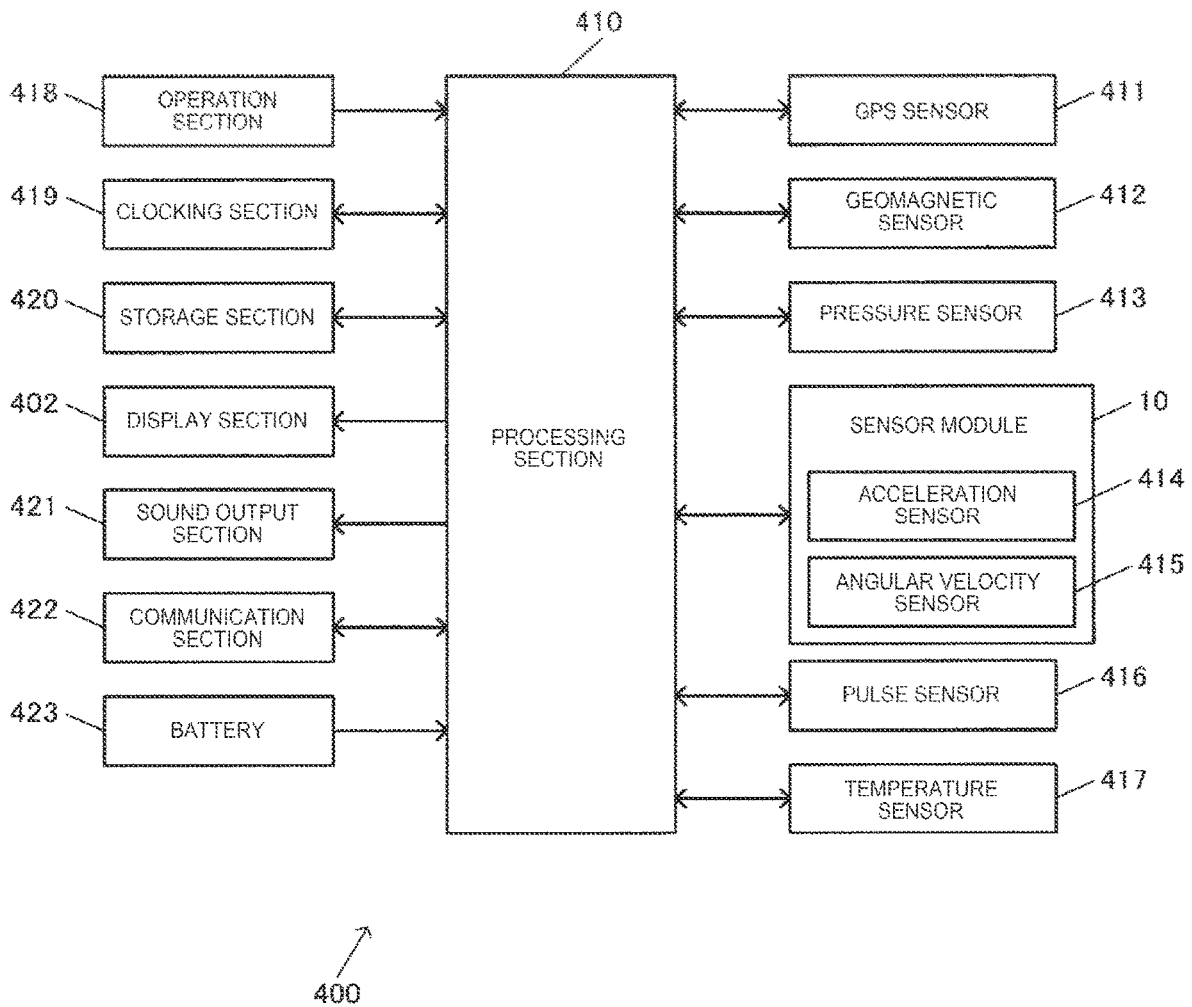 410
418
OPERATION
SECTION
419
CLOCKING SECTION
420
STORAGE SECTION
402
DISPLAY SECTION
421
SOUND OUTPUT
SECTION
422
COMMUNICATION
SECTION
423
BATTERY
PROCESSING
SECTION
GPS SENSOR
411
GEOMAGNETIC
SENSOR
412
PRESSURE SENSOR
413
SENSOR MODULE
10
ACCELERATION
SENSOR
414
ANGULAR VELOCITY
SENSOR
415
PULSE SENSOR
416
TEMPERATURE
SENSOR
417
400